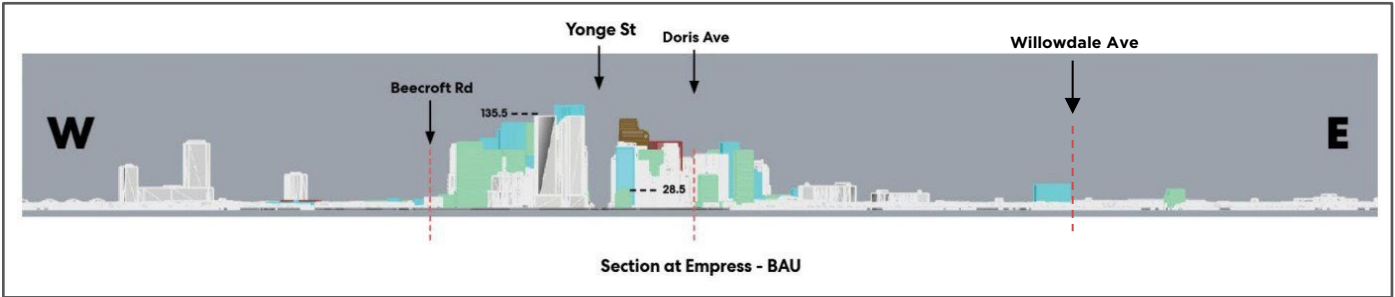 Yonge St
Doris Ave
Willowdale Ave
Beecroft Rd
135.5
W
E
28.5
Section at Empress - BAU